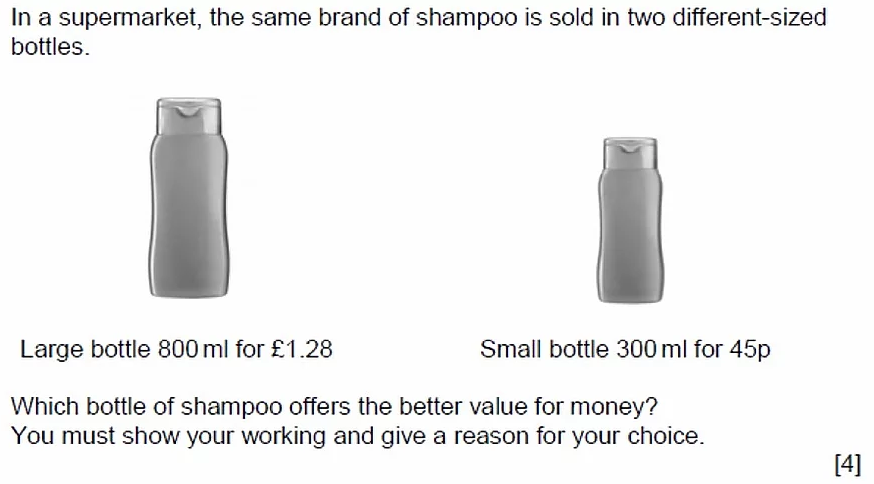 In a supermarket, the same brand of shampoo is sold in two different-sized
bottles.
Large bottle 800 ml for £1.28
Small bottle 300 ml for 45p
Which bottle of shampoo offers the better value for money?
You must show your working and give a reason for your choice.
[4]